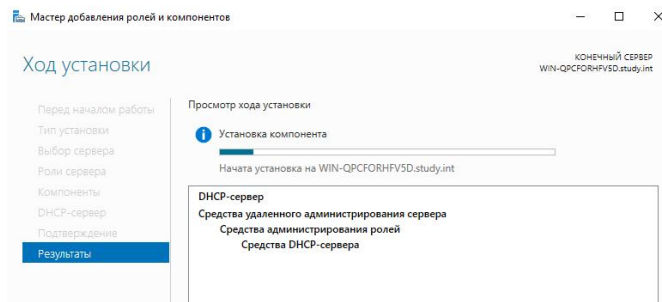 Мастер добавления ролей и компонентов
Ход установки
КОНЕЧНЫЙ СЕРВЕР
WIN-QPCFORHFV5D.study.int
Перед началом работы
Тип установки
Выбор сервера
Роли сервера
Компоненты
DHCP-сервер
Подтверждение
Результаты
Просмотр хода установки
Установка компонента
Начата установка на WIN-QPCFORHFV5D.study.int
DHCP-сервер
Средства удаленного администрирования сервера
Средства администрирования ролей
Средства DHCP-сервера